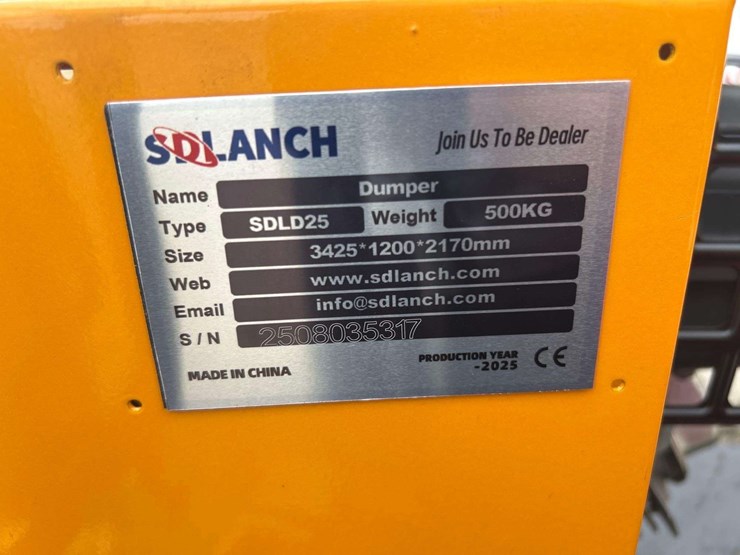 SDLANCH Join Us To Be Dealer
Name Dumper
Type SDLD25 Weight 500KG
Size 3425*1200*2170mm
Web www.sdlanch.com
Email info@sdlanch.com
S / N 2508035317
MADE IN CHINA PRODUCTION YEAR
-2025 CE